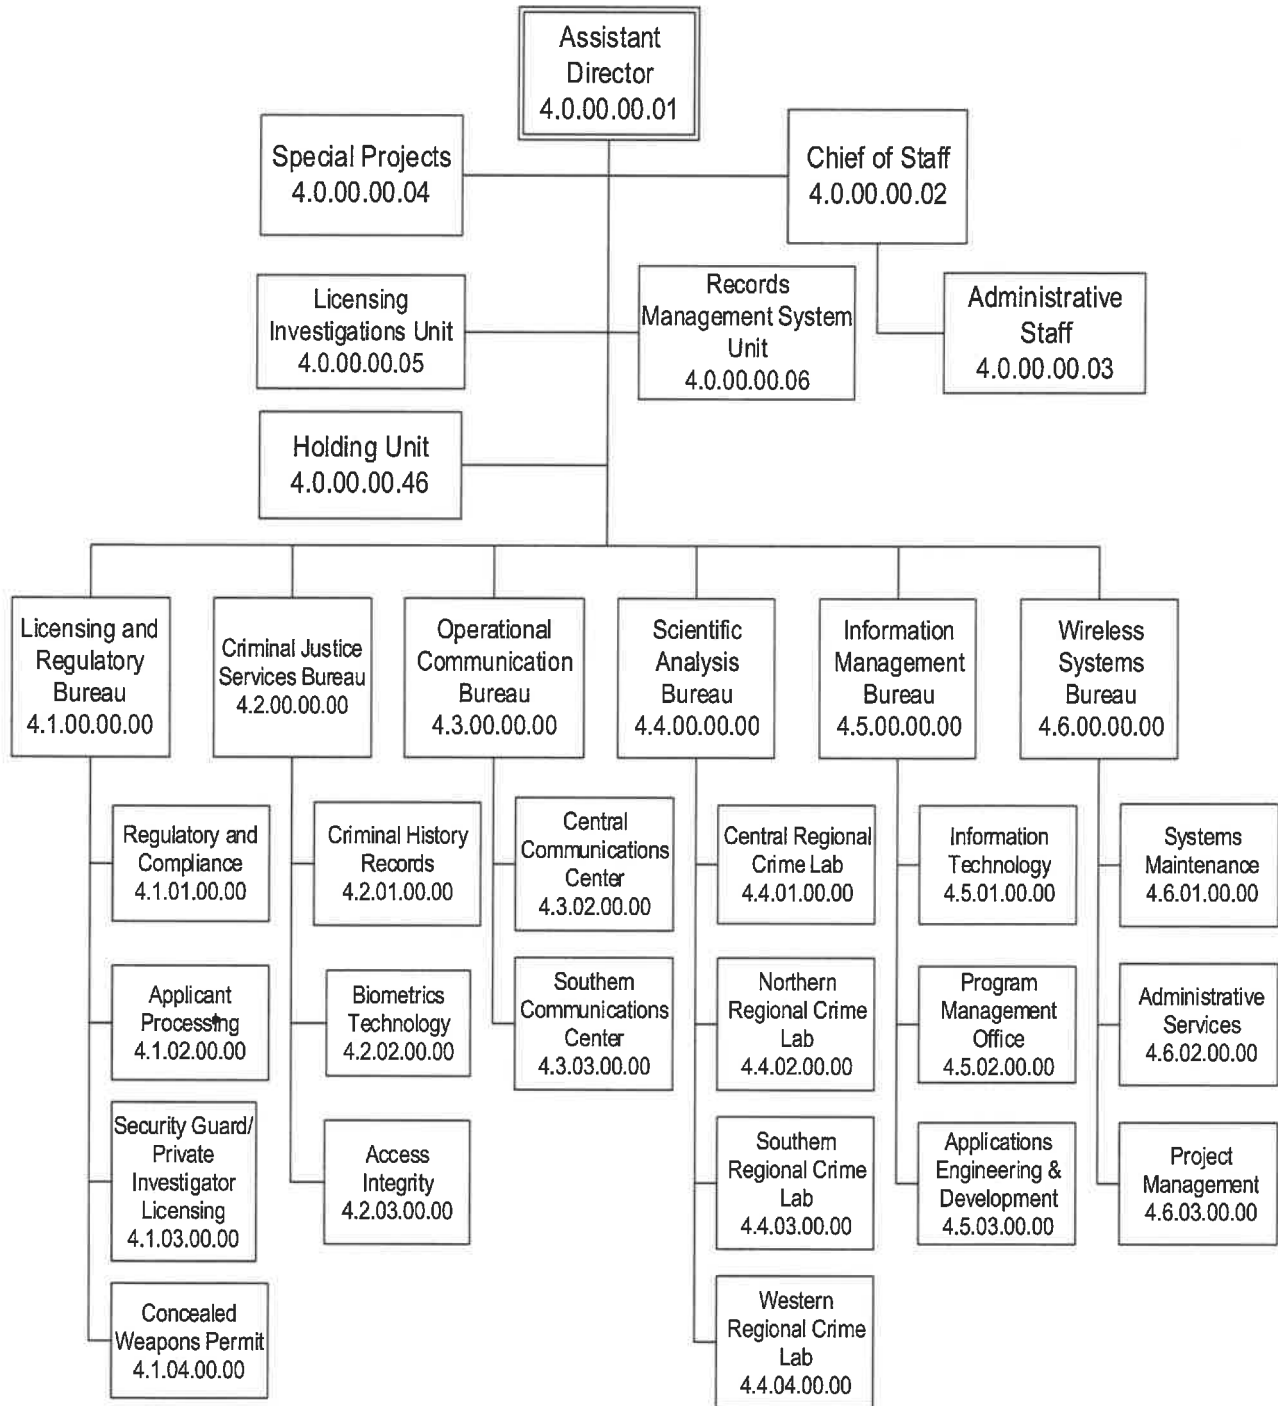 Assistant
Director
4.0.00.00.01
Special Projects
4.0.00.00.04
Chief of Staff
4.0.00.00.02
Licensing
Investigations Unit
4.0.00.00.05
Records
Management System
Unit
4.0.00.00.06
Administrative
Staff
4.0.00.00.03
Holding Unit
4.0.00.00.46
Licensing and
Regulatory
Bureau
4.1.00.00.00
Criminal Justice
Services Bureau
4.2.00.00.00
Operational
Communication
Bureau
4.3.00.00.00
Scientific
Analysis
Bureau
4.4.00.00.00
Information
Management
Bureau
4.5.00.00.00
Wireless
Systems
Bureau
4.6.00.00.00
Regulatory and
Compliance
4.1.01.00.00
Criminal History
Records
4.2.01.00.00
Central
Communications
Center
4.3.02.00.00
Central Regional
Crime Lab
4.4.01.00.00
Information
Technology
4.5.01.00.00
Systems
Maintenance
4.6.01.00.00
Applicant
Processing
4.1.02.00.00
Biometrics
Technology
4.2.02.00.00
Southern
Communications
Center
4.3.03.00.00
Northern
Regional Crime
Lab
4.4.02.00.00
Program
Management
Office
4.5.02.00.00
Administrative
Services
4.6.02.00.00
Security Guard/
Private
Investigator
Licensing
4.1.03.00.00
Access
Integrity
4.2.03.00.00
Southern
Regional Crime
Lab
4.4.03.00.00
Applications
Engineering &
Development
4.5.03.00.00
Project
Management
4.6.03.00.00
Concealed
Weapons Permit
4.1.04.00.00
Western
Regional Crime
Lab
4.4.04.00.00